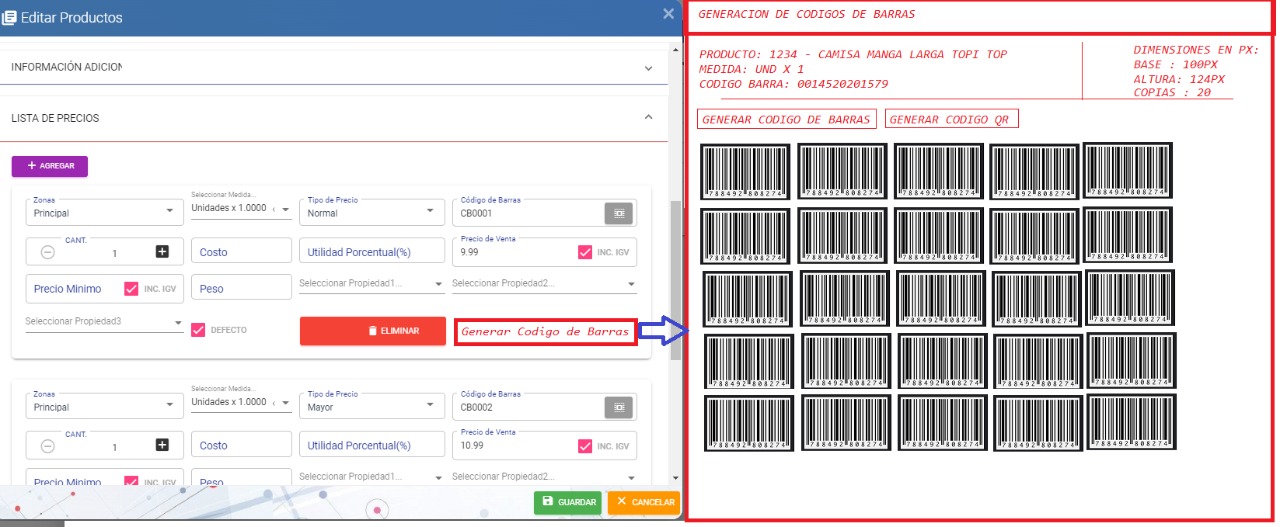 Editar Productos
INFORMACIÓN ADICION
LISTA DE PRECIOS
+ AGREGAR
Zonas
Principal
Seleccionar Medida...
Unidades x 1.0000
Tipo de Precio
Normal
Código de Barras
CB0001
CANT.
1
Costo
Utilidad Porcentual(%)
Precio de Venta
9.99
INC. IGV
Precio Minimo
INC. IGV
Peso
Seleccionar Propiedad1...
Seleccionar Propiedad2...
Seleccionar Propiedad3
DEFECTO
ELIMINAR
Generar Codigo de Barras
Zonas
Principal
Seleccionar Medida...
Unidades x 1.0000
Tipo de Precio
Mayor
Código de Barras
CB0002
CANT.
1
Costo
Utilidad Porcentual(%)
Precio de Venta
10.99
INC. IGV
Precio Minimo
INC. IGV
Peso
Seleccionar Propiedad1...
Seleccionar Propiedad2...
GUARDAR
CANCELAR
GENERACION DE CODIGOS DE BARRAS
PRODUCTO: 1234 - CAMISA MANGA LARGA TOPI TOP
MEDIDA: UND X 1
CODIGO BARRA: 0014520201579
DIMENSIONES EN PX:
BASE : 100PX
ALTURA: 124PX
COPIAS : 20
GENERAR CODIGO DE BARRAS
GENERAR CODIGO QR
788492 808274 788492 808274 788492 808274 788492 808274 788492 808274
788492 808274 788492 808274 788492 808274 788492 808274 788492 808274
788492 808274 788492 808274 788492 808274 788492 808274 788492 808274
788492 808274 788492 808274 788492 808274 788492 808274 788492 808274
788492 808274 788492 808274 788492 808274 788492 808274 788492 808274